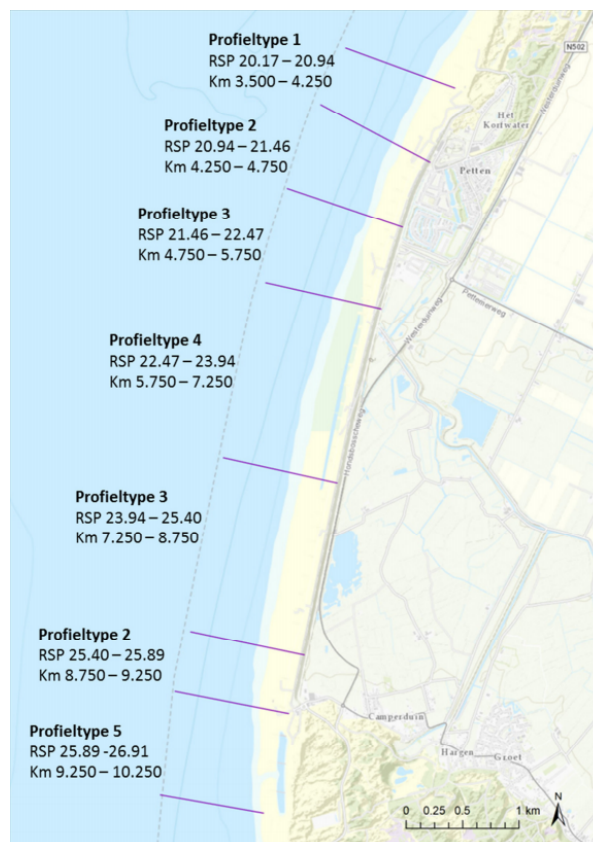 Profieltype 1
RSP 20.17 – 20.94
Km 3.500 – 4.250
N502
Westerduinweg
Het
Korfwater
Profieltype 2
RSP 20.94 – 21.46
Km 4.250 – 4.750
Petten
Profieltype 3
RSP 21.46 – 22.47
Km 4.750 – 5.750
Pettemerweg
Westerduinweg
Profieltype 4
RSP 22.47 – 23.94
Km 5.750 – 7.250
Hondsbosscheweg
Profieltype 3
RSP 23.94 – 25.40
Km 7.250 – 8.750
Profieltype 2
RSP 25.40 – 25.89
Km 8.750 – 9.250
Camperduin
Hargen
Groet
Profieltype 5
RSP 25.89 -26.91
Km 9.250 – 10.250
N
0 0.25 0.5 1 km